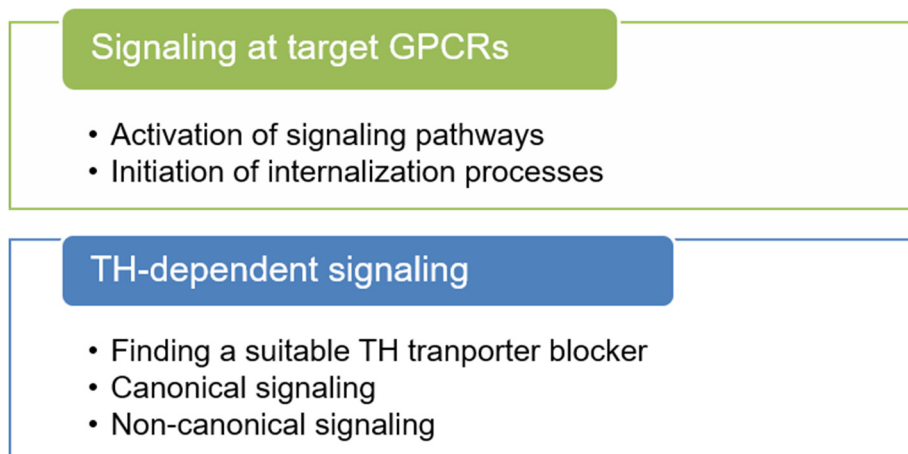 Signaling at target GPCRs
• Activation of signaling pathways
• Initiation of internalization processes
TH-dependent signaling
• Finding a suitable TH tranporter blocker
• Canonical signaling
• Non-canonical signaling